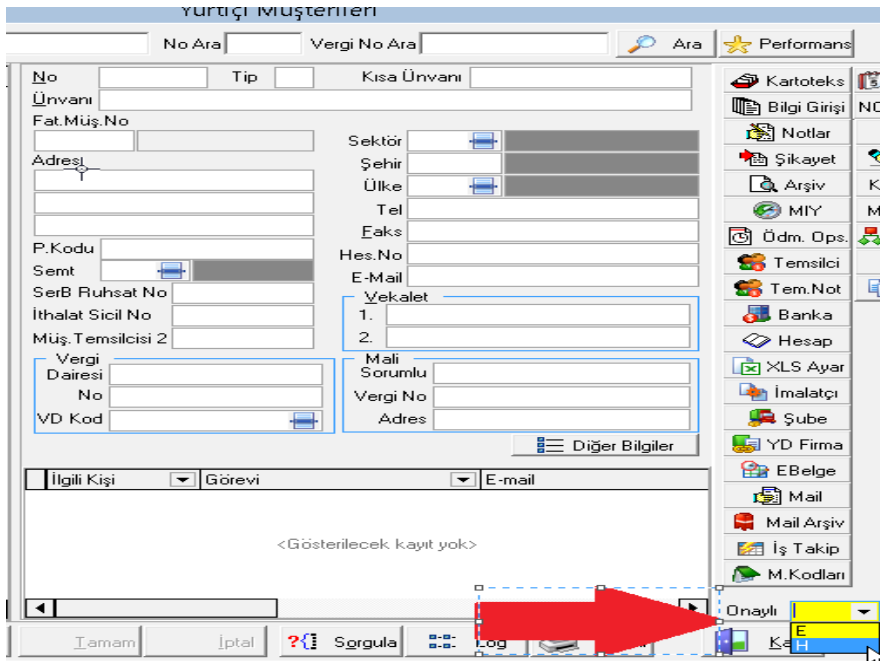 Yurtiçi Müşterileri
No Ara Vergi No Ara Ara Performans
No Tip Kısa Ünvanı
Ünvanı
Fat.Müş.No
Sektör
Adresi
Şehir
Ülke
Tel
Faks
P.Kodu
Hes.No
Semt
E-Mail
SerB Ruhsat No
Vekalet
İthalat Sicil No
1.
Müş.Temsilcisi 2
2.
Vergi
Dairesi
No
VD Kod
Mali
Sorumlu
Vergi No
Adres
Diğer Bilgiler
İlgili Kişi Görevi E-mail
<Gösterilecek kayıt yok>
Kartoteks
Bilgi Girişi
Notlar
Şikayet
Arşiv
MIY
Ödm. Ops.
Temsilci
Tem.Not
Banka
Hesap
XLS Ayar
İmalatçı
Şube
YD Firma
EBelge
Mail
Mail Arşiv
İş Takip
M.Kodları
Onaylı
E
H
Tamam İptal Sorgula Log